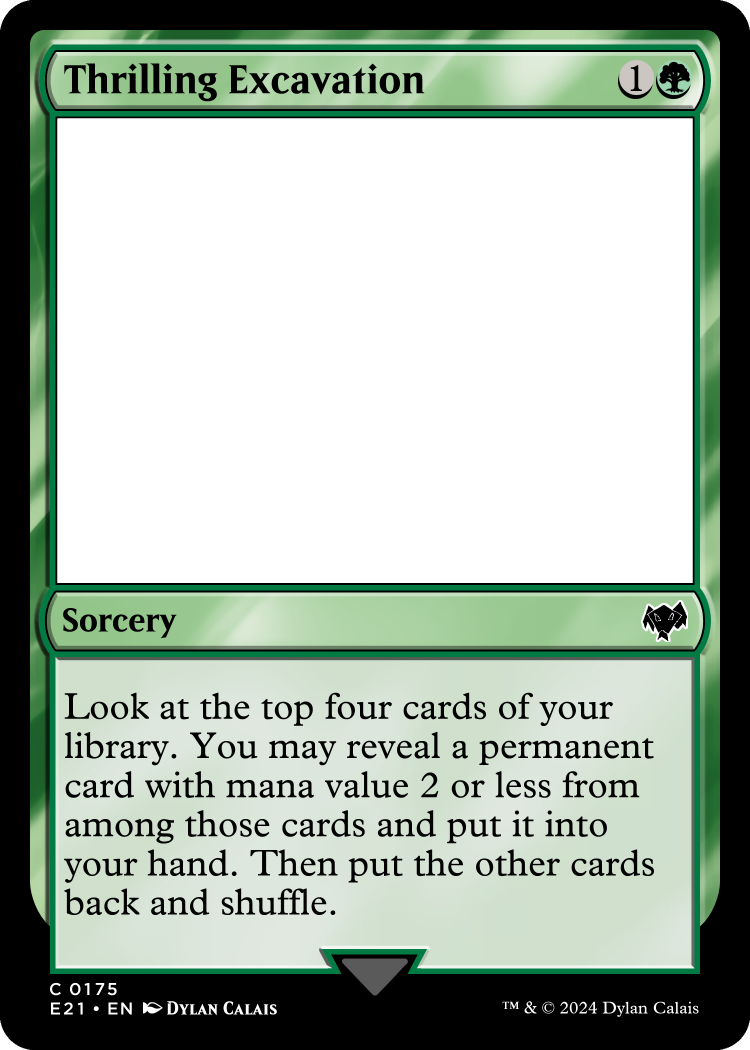 Thrilling Excavation 1
Sorcery
Look at the top four cards of your
library. You may reveal a permanent
card with mana value 2 or less from
among those cards and put it into
your hand. Then put the other cards
back and shuffle.
C 0175
E21 • EN DYLAN CALAIS
™ & © 2024 Dylan Calais